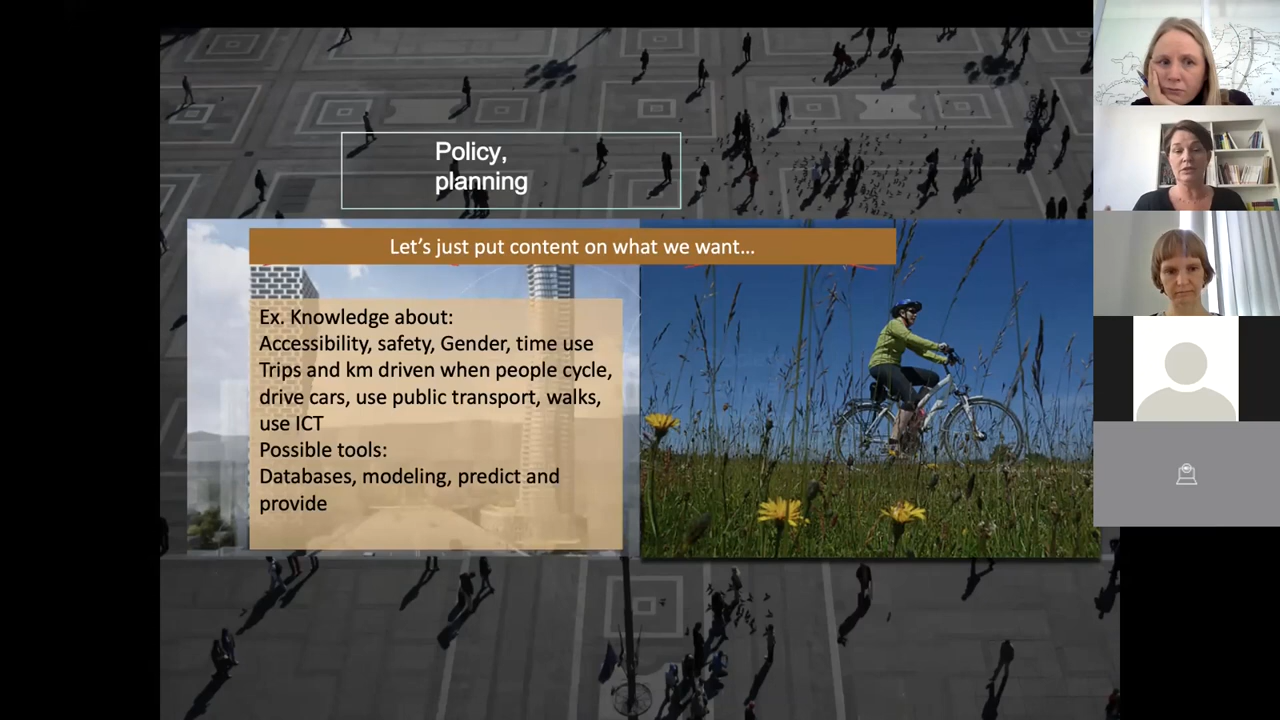 Policy,
planning
Let's just put content on what we want...
Ex. Knowledge about:
Accessibility, safety, Gender, time use
Trips and km driven when people cycle,
drive cars, use public transport, walks,
use ICT
Possible tools:
Databases, modeling, predict and
provide